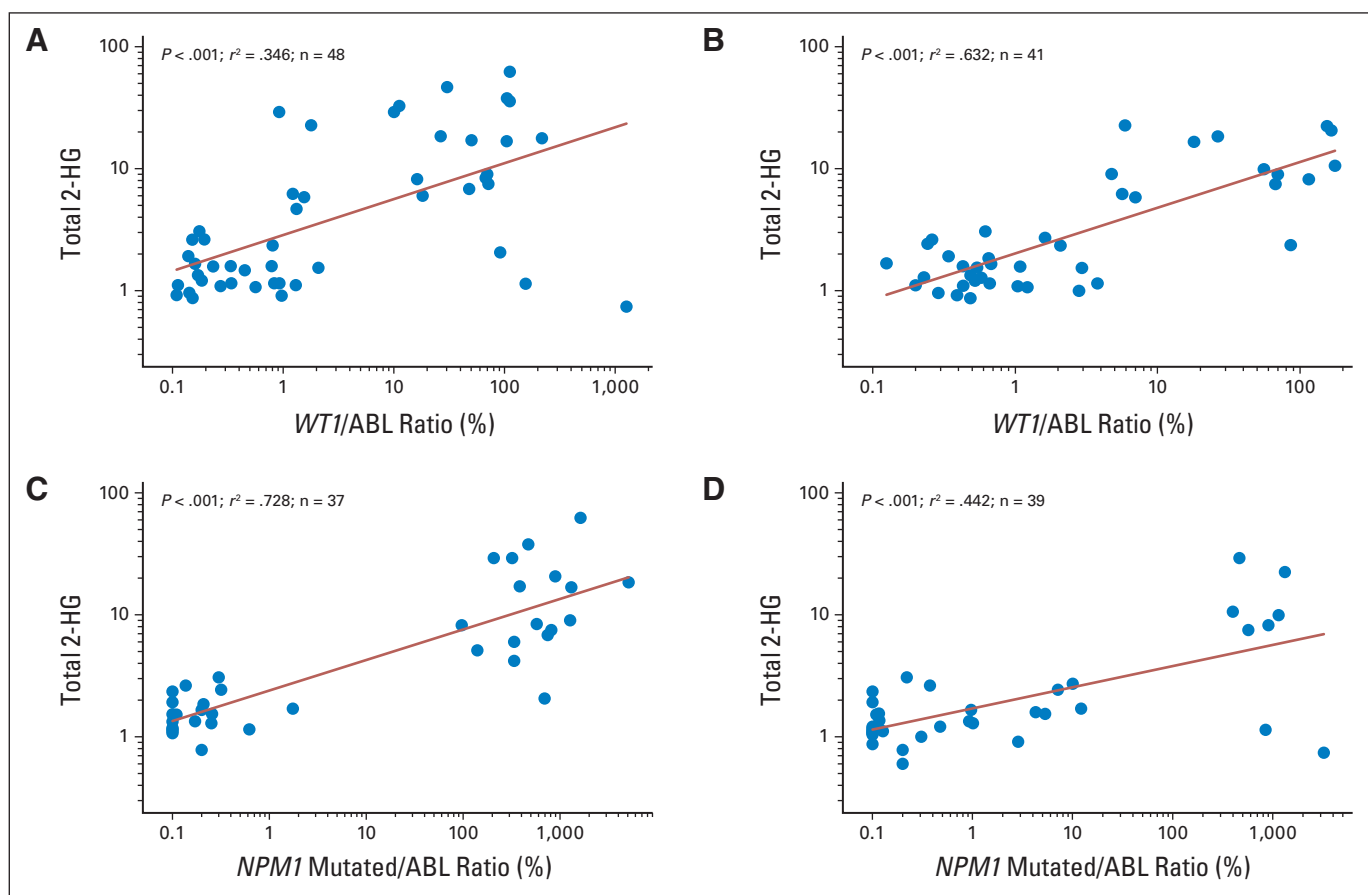 A
P < .001; r² = .346; n = 48
Total 2-HG
100
10
1
0.1 1 10 100 1,000
WT1/ABL Ratio (%)
B
P < .001; r² = .632; n = 41
Total 2-HG
100
10
1
0.1 1 10 100
WT1/ABL Ratio (%)
C
P < .001; r² = .728; n = 37
Total 2-HG
100
10
1
0.1 1 10 100 1,000
NPM1 Mutated/ABL Ratio (%)
D
P < .001; r² = .442; n = 39
Total 2-HG
100
10
1
0.1 1 10 100 1,000
NPM1 Mutated/ABL Ratio (%)